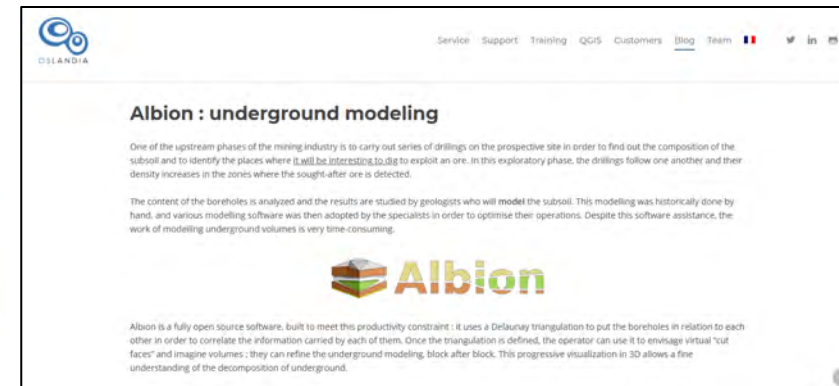 OSLANDIA
Service Support Training QGIS Customers Blog Team
Albion : underground modeling
One of the upstream phases of the mining industry is to carry out series of drillings on the prospective site in order to find out the composition of the
subsoil and to identify the places where it will be interesting to dig to exploit an ore. In this exploratory phase, the drillings follow one another and their
density increases in the zones where the sought-after ore is detected.
The content of the boreholes is analyzed and the results are studied by geologists who will model the subsoil. This modelling was historically done by
hand, and various modelling software was then adopted by the specialists in order to optimise their operations. Despite this software assistance, the
work of modelling underground volumes is very time-consuming.
Albion
Albion is a fully open source software, built to meet this productivity constraint : it uses a Delaunay triangulation to put the boreholes in relation to each
other in order to correlate the information carried by each of them. Once the triangulation is defined, the operator can use it to envisage virtual "cut
faces" and imagine volumes ; they can refine the underground modeling, block after block. This progressive visualization in 3D allows a fine
understanding of the decomposition of underground.